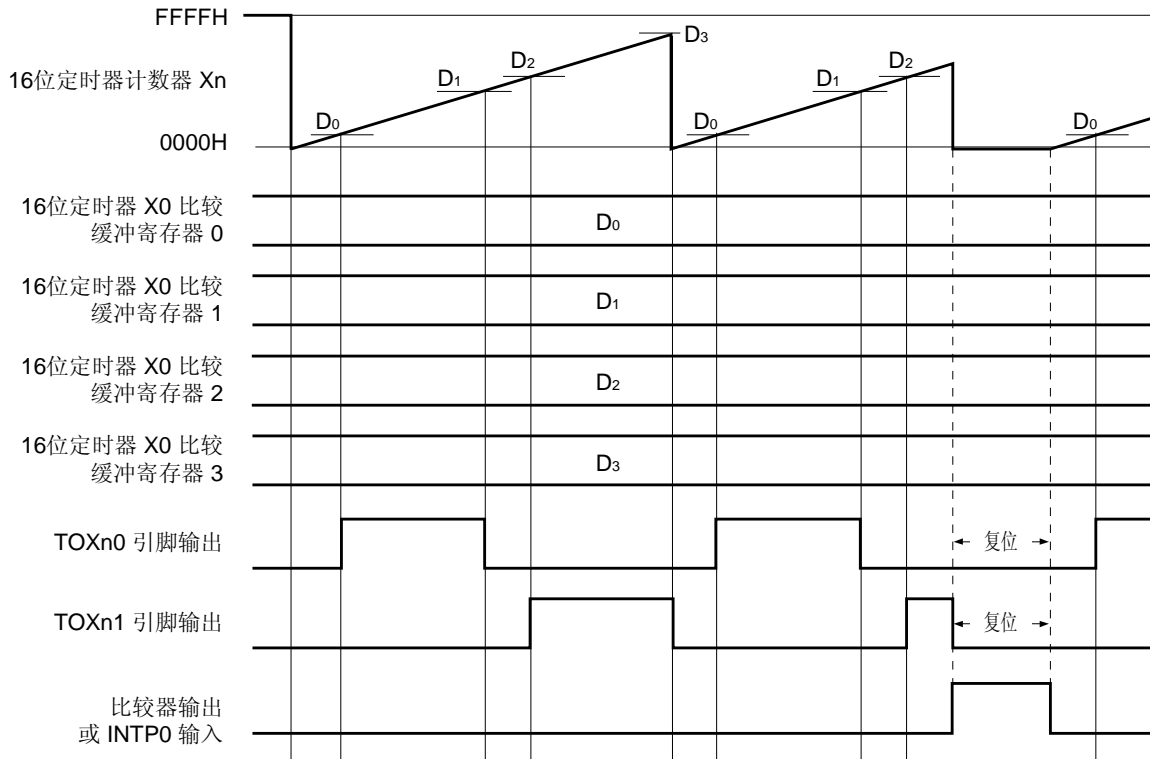 FFFFH
D3
D2
D2
16位定时器计数器 Xn
D1
D1
D0
D0
D0
0000H
16位定时器 X0 比较
缓冲寄存器 0
D0
16位定时器 X0 比较
缓冲寄存器 1
D1
16位定时器 X0 比较
缓冲寄存器 2
D2
16位定时器 X0 比较
缓冲寄存器 3
D3
TOXn0 引脚输出
复位
TOXn1 引脚输出
复位
比较器输出
或 INTP0 输入